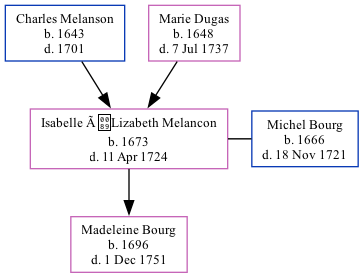 Charles Melanson
b. 1643
d. 1701
Marie Dugas
b. 1648
d. 7 Jul 1737
Isabelle Ã\u0089Lizabeth Melancon
b. 1673
d. 11 Apr 1724
Michel Bourg
b. 1666
d. 18 Nov 1721
Madeleine Bourg
b. 1696
d. 1 Dec 1751